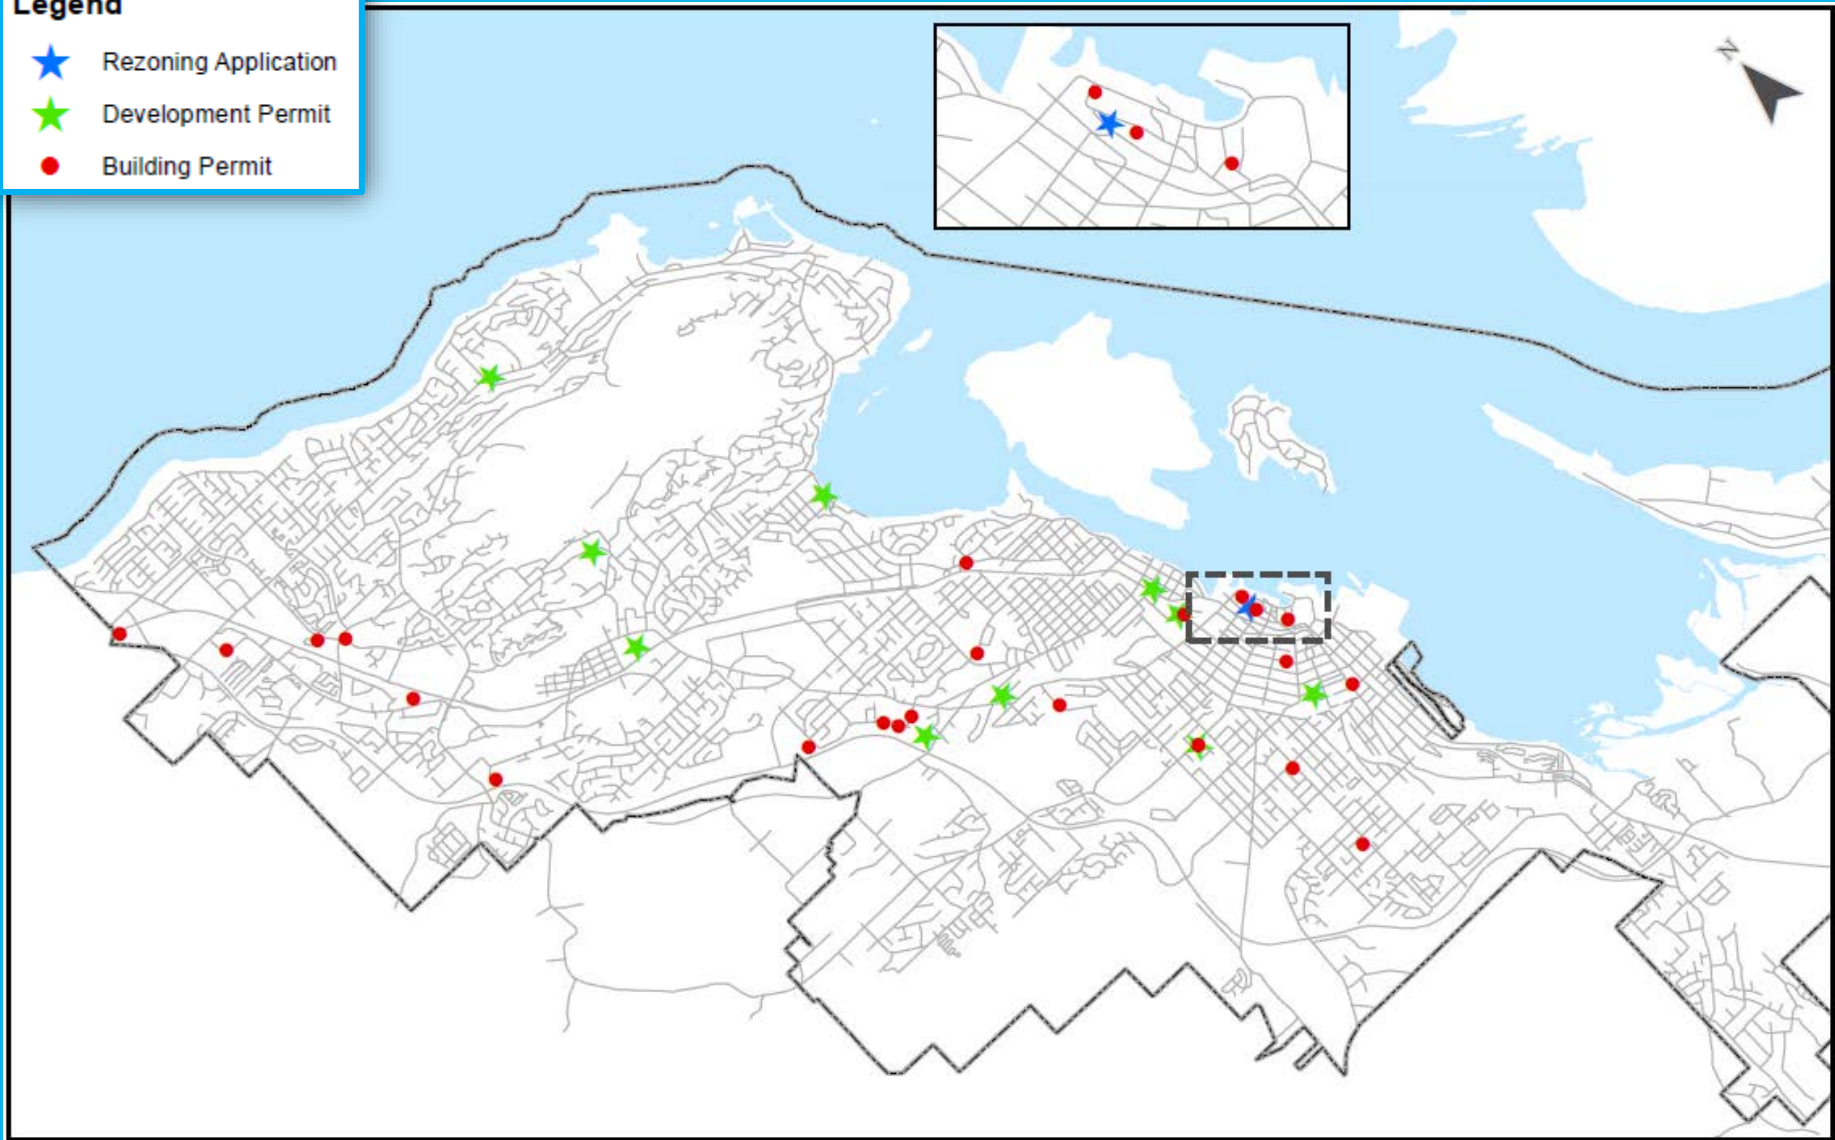 Legend
Rezoning Application
Development Permit
Building Permit
N